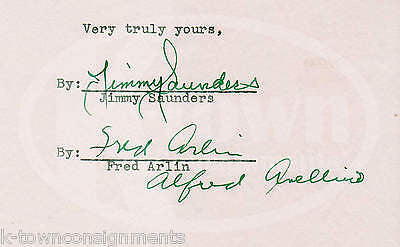 Very truly yours,
By: Jimmy Saunders
Jimmy Saunders
By: Fred Arlin
Fred Arlin
Alfred Avellino
k-townconsignments